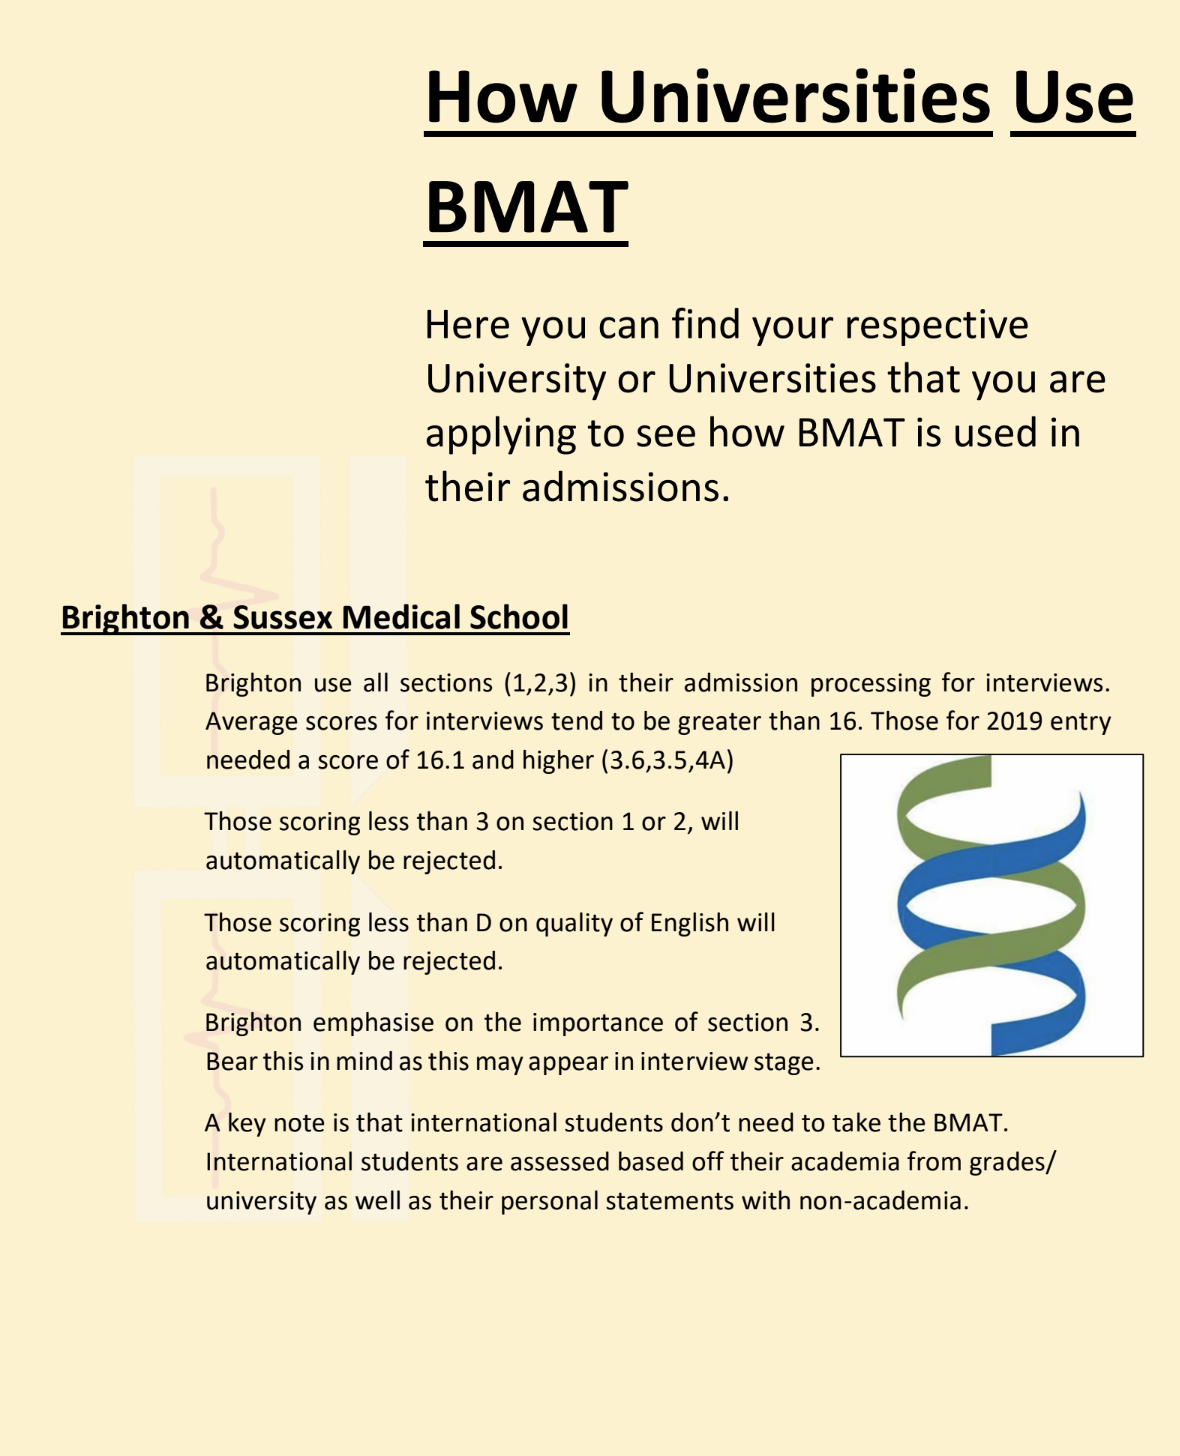 How Universities Use
BMAT
Here you can find your respective
University or Universities that you are
applying to see how BMAT is used in
their admissions.
Brighton & Sussex Medical School
Brighton use all sections (1,2,3) in their admission processing for interviews.
Average scores for interviews tend to be greater than 16. Those for 2019 entry
needed a score of 16.1 and higher (3.6,3.5,4A)
Those scoring less than 3 on section 1 or 2, will
automatically be rejected.
Those scoring less than D on quality of English will
automatically be rejected.
Brighton emphasise on the importance of section 3.
Bear this in mind as this may appear in interview stage.
A key note is that international students don’t need to take the BMAT.
International students are assessed based off their academia from grades/
university as well as their personal statements with non-academia.